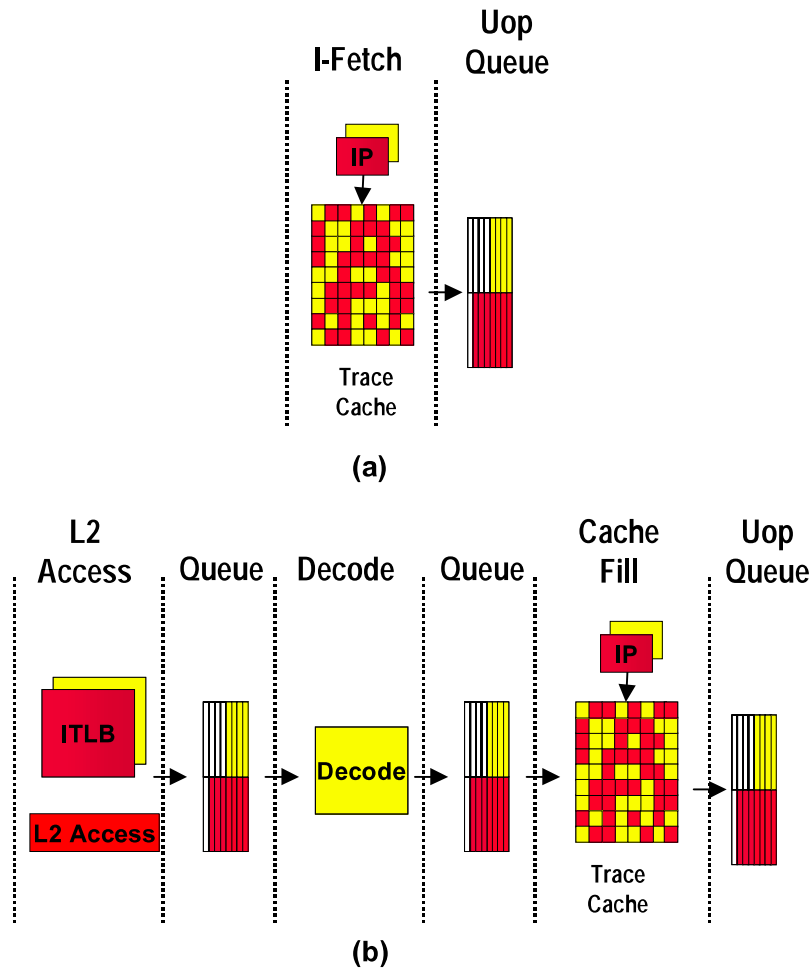 I-Fetch
Uop
Queue
IP
Trace
Cache
(a)
L2
Access
Queue
Decode
Queue
Cache
Fill
Uop
Queue
IP
ITLB
Decode
L2 Access
Trace
Cache
(b)